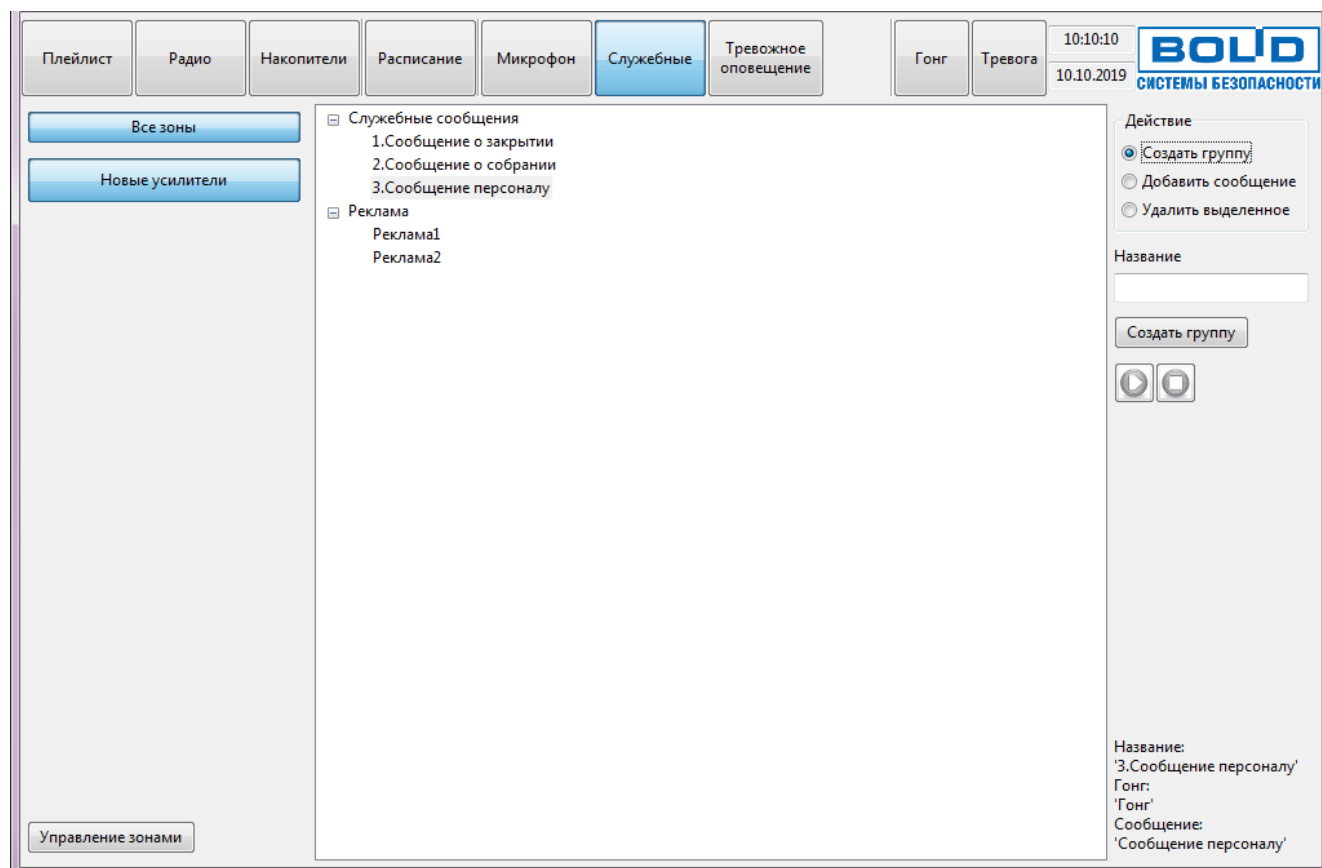 Плейлист
Радио
Накопители
Расписание
Микрофон
Служебные
Тревожное
оповещение
Гонг
Тревога
10:10:10
10.10.2019
BOLID
СИСТЕМЫ БЕЗОПАСНОСТИ
Все зоны
Новые усилители
Служебные сообщения
1.Сообщение о закрытии
2.Сообщение о собрании
3.Сообщение персоналу
Реклама
Реклама1
Реклама2
Действие
Создать группу
Добавить сообщение
Удалить выделенное
Название
Создать группу
Название:
'3.Сообщение персоналу'
Гонг:
'Гонг'
Сообщение:
'Сообщение персоналу'
Управление зонами